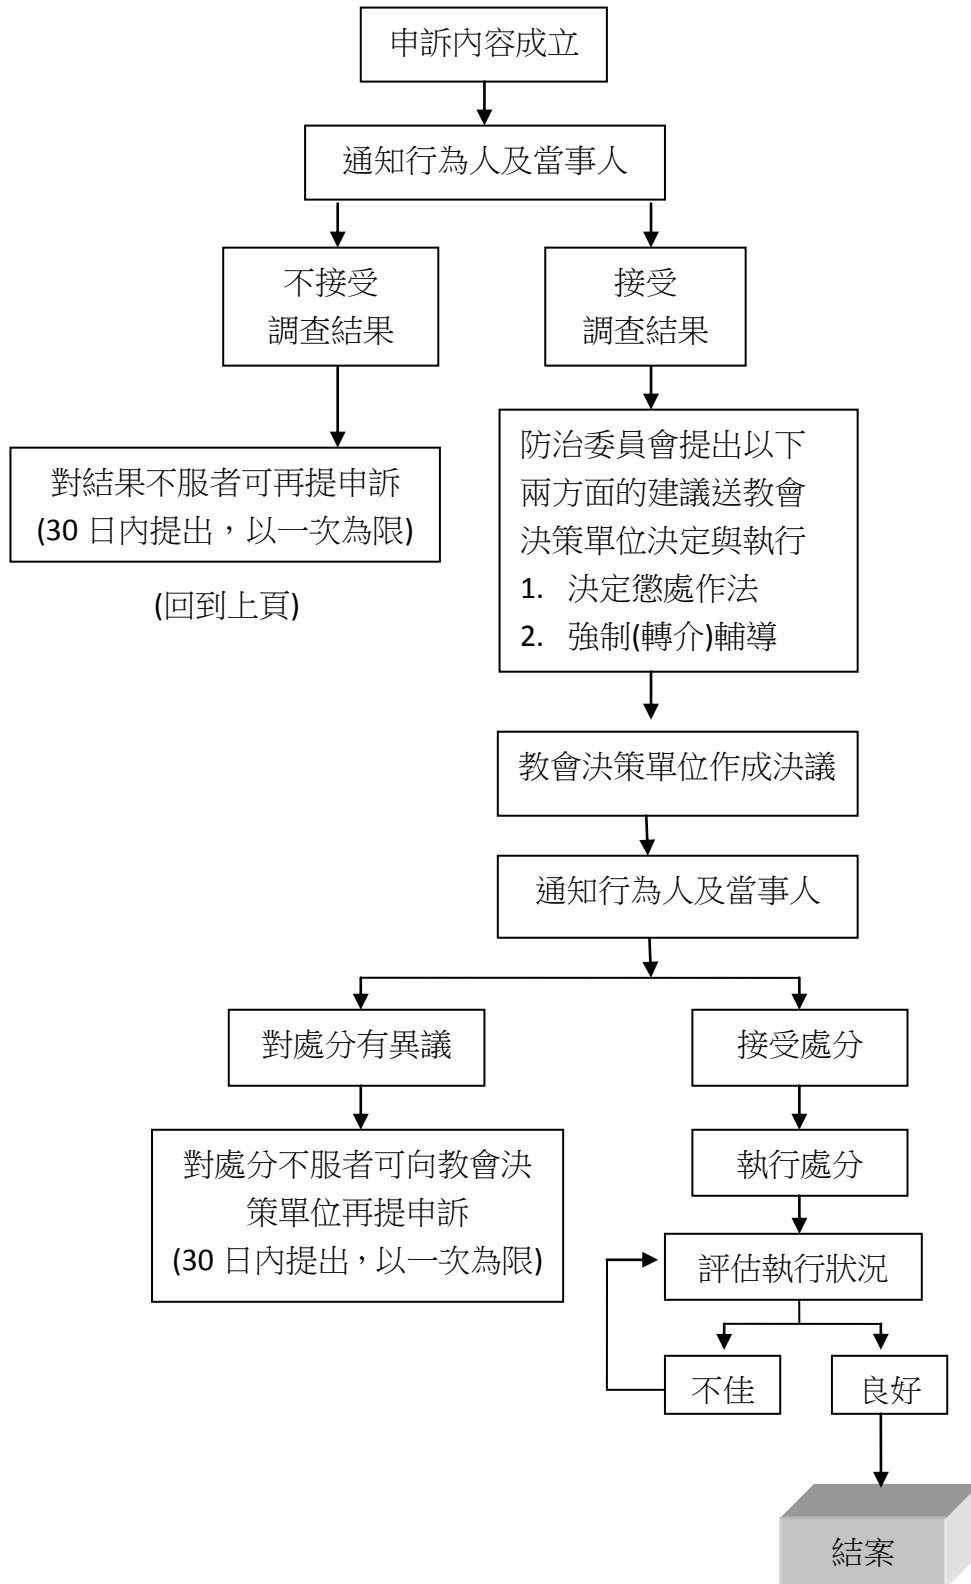 申訴內容成立
通知行為人及當事人
不接受
調查結果
接受
調查結果
對結果不服者可再提申訴
(30 日內提出，以一次為限)
(回到上頁)
防治委員會提出以下
兩方面的建議送教會
決策單位決定與執行
1. 決定懲處作法
2. 強制(轉介)輔導
教會決策單位作成決議
通知行為人及當事人
對處分有異議
接受處分
對處分不服者可向教會決
策單位再提申訴
(30 日內提出，以一次為限)
執行處分
評估執行狀況
不佳
良好
結案